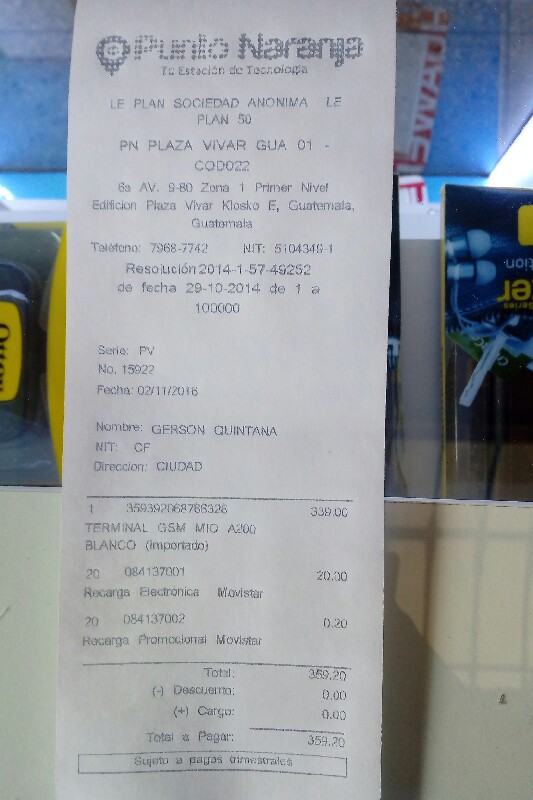 Punto Naranja
Tu Estación de Tecnología
LE PLAN SOCIEDAD ANONIMA LE
PLAN 50
PN PLAZA VIVAR GUA 01 -
COD022
6a AV. 9-80 Zona 1 Primer Nivel
Edificion Plaza Vivar Kiosko E, Guatemala,
Guatemala
Teléfono: 7968-7742 NIT: 5104349-1
Resolución 2014-1-57-49252
de fecha 29-10-2014 de 1 a
100000
Serie: PV
No. 15922
Fecha: 02/11/2016
Nombre: GERSON QUINTANA
NIT: CF
Direccion: CIUDAD
1 359392068766326 339.00
TERMINAL GSM MIO A200
BLANCO (importado)
20 084137001 20.00
Recarga Electrónica Movistar
20 084137002 0.20
Recarga Promocional Movistar
Total: 359.20
(-) Descuento: 0.00
(+) Cargo: 0.00
Total a Pagar: 359.20
Sujeto a pagos trimestrales